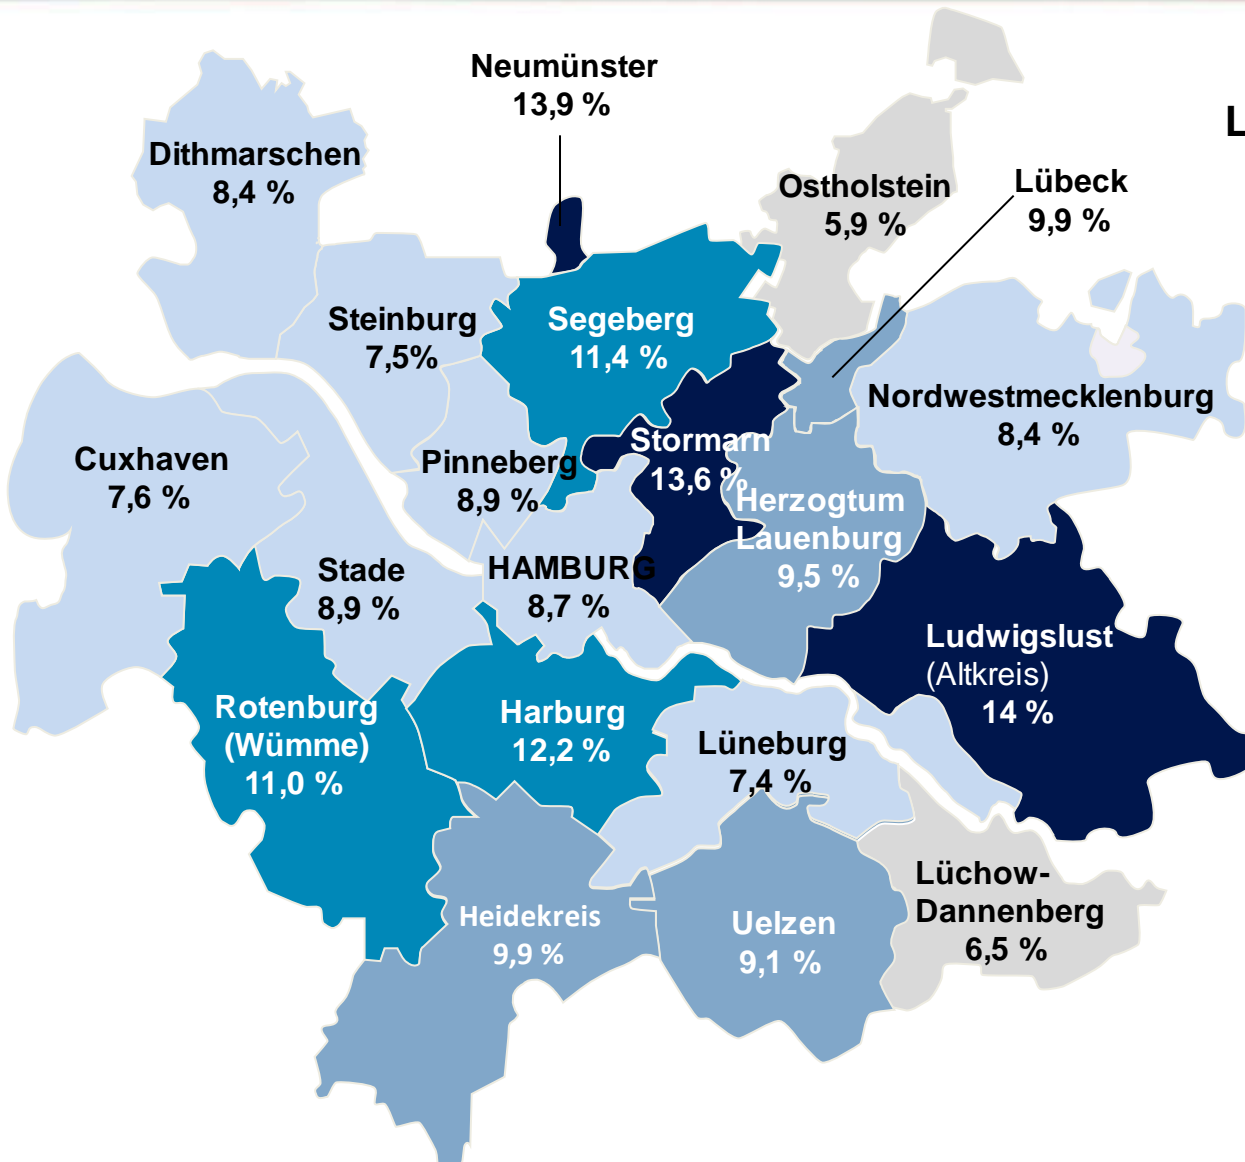 Neumünster
13,9 %
L
Dithmarschen
8,4 %
Ostholstein
5,9 %
Lübeck
9,9 %
Steinburg
7,5%
Segeberg
11,4 %
Nordwestmecklenburg
8,4 %
Cuxhaven
7,6 %
Pinneberg
8,9 %
Stormarn
13,6 %
Herzogtum
Lauenburg
9,5 %
Stade
8,9 %
HAMBURG
8,7 %
Ludwigslust
(Altkreis)
14 %
Rotenburg
(Wümme)
11,0 %
Harburg
12,2 %
Lüneburg
7,4 %
Lüchow-
Dannenberg
6,5 %
Heidekreis
9,9 %
Uelzen
9,1 %